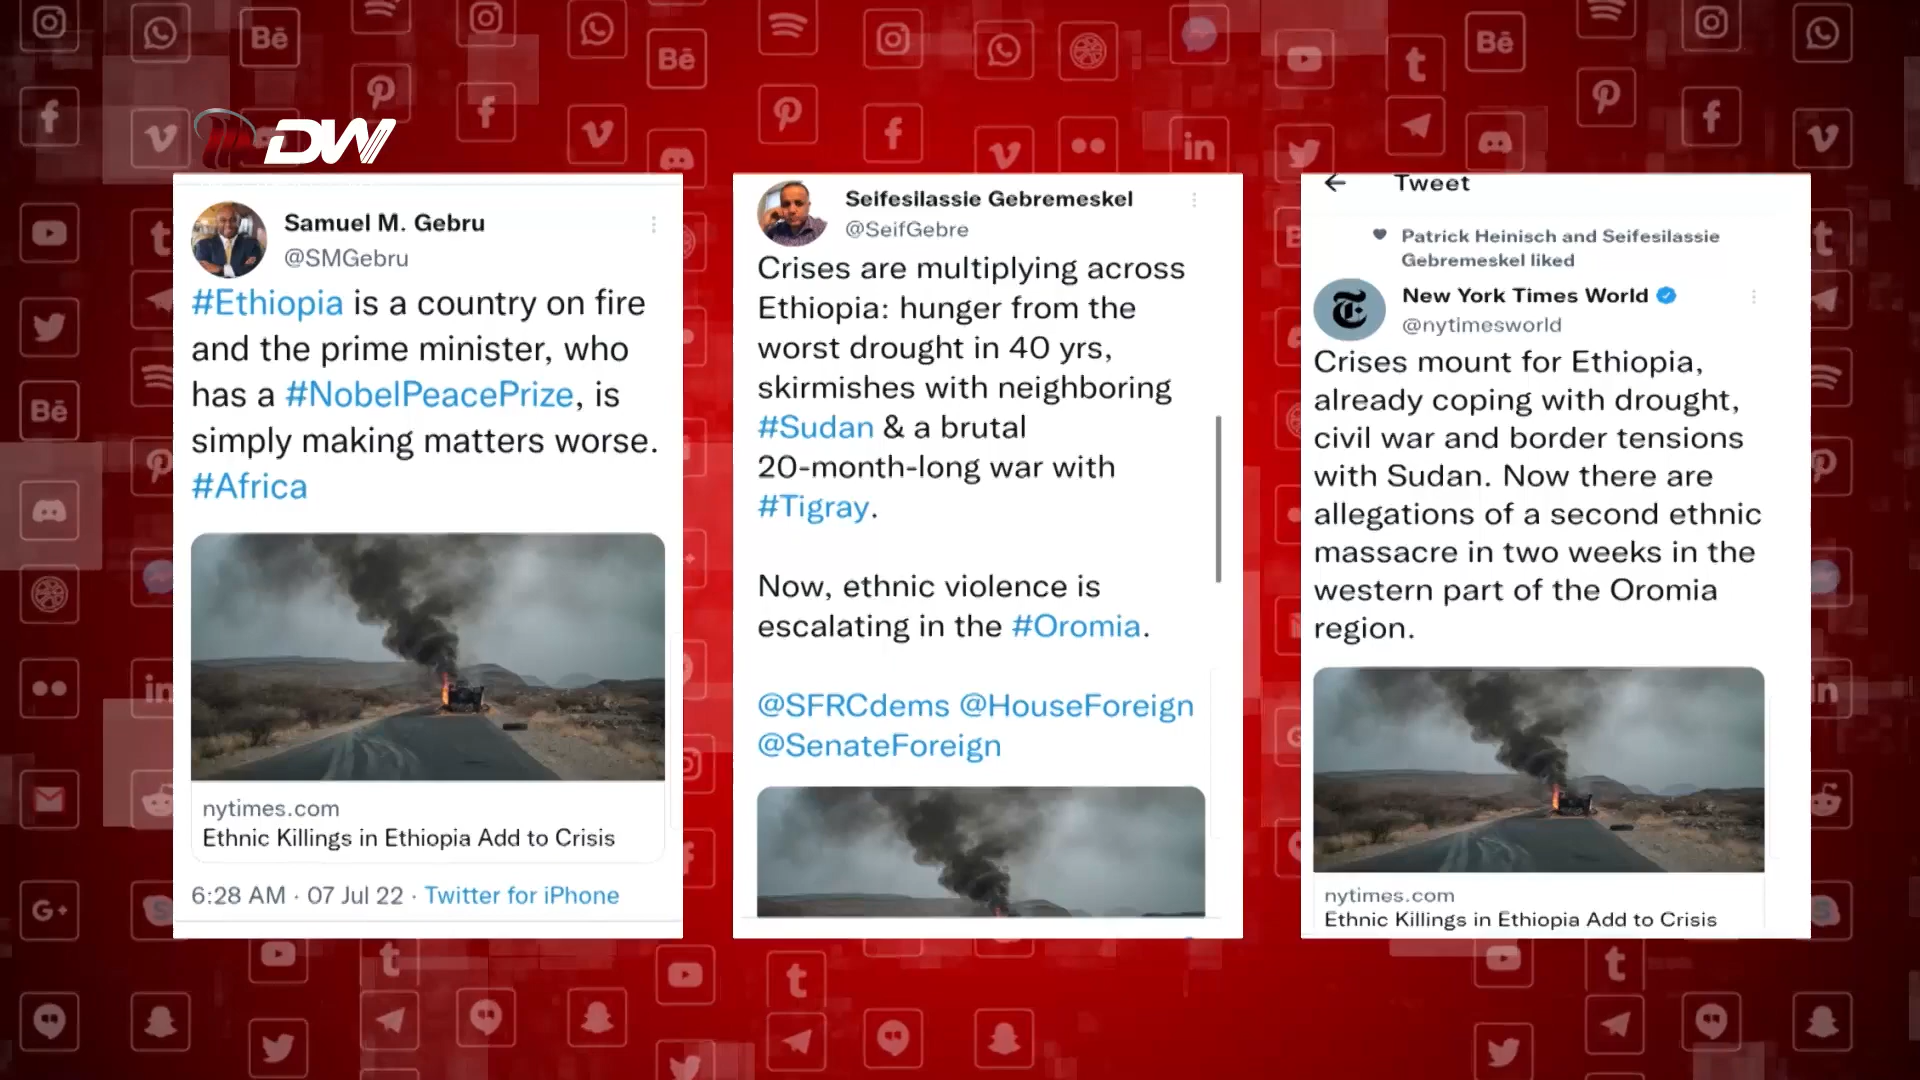 DW
Samuel M. Gebru
@SMGebru
#Ethiopia is a country on fire
and the prime minister, who
has a #NobelPeacePrize, is
simply making matters worse.
#Africa
nytimes.com
Ethnic Killings in Ethiopia Add to Crisis
6:28 AM · 07 Jul 22 · Twitter for iPhone
Seifesilassie Gebremeskel
@SeifGebre
Crises are multiplying across
Ethiopia: hunger from the
worst drought in 40 yrs,
skirmishes with neighboring
#Sudan & a brutal
20-month-long war with
#Tigray.
Now, ethnic violence is
escalating in the #Oromia.
@SFRCdems @HouseForeign
@SenateForeign
Tweet
Patrick Heinisch and Seifesilassie
Gebremeskel liked
New York Times World
@nytimesworld
Crises mount for Ethiopia,
already coping with drought,
civil war and border tensions
with Sudan. Now there are
allegations of a second ethnic
massacre in two weeks in the
western part of the Oromia
region.
nytimes.com
Ethnic Killings in Ethiopia Add to Crisis